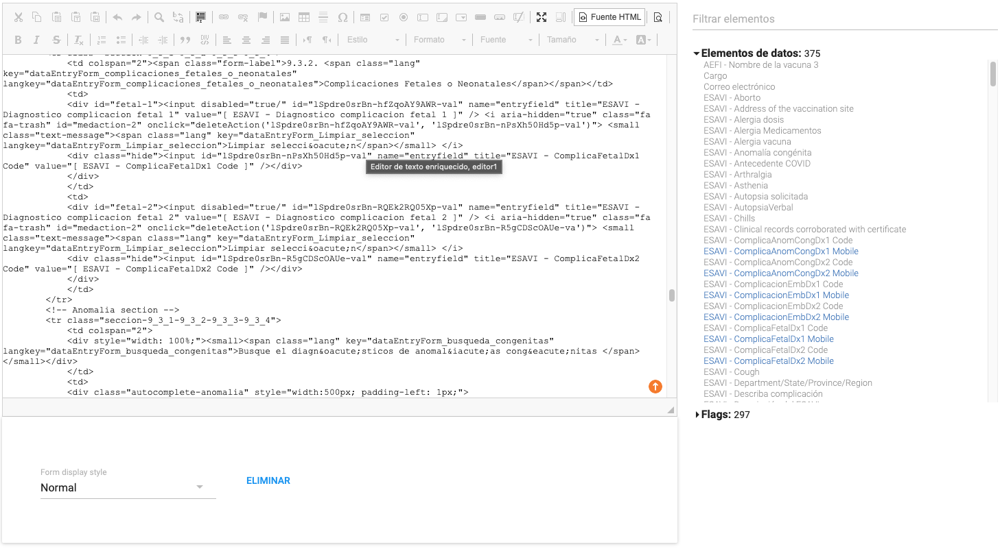 Fuente HTML
B I S Tx DIV Estilo Formato Fuente Tamaño A A
<td colspan="2"><span class="form-label">9.3.2. <span class="lang"
key="dataEntryForm_complicaciones_fetales_o_neonatales"
langkey="dataEntryForm_complicaciones_fetales_o_neonatales">Complicaciones Fetales o Neonatales</span></span></td>
<td>
<div id="fetal-1"><input disabled="true/" id="lSpdre0srBn-hfZqoAY9AWR-val" name="entryfield" title="ESAVI -
Diagnostico complicacion fetal 1" value="[ ESAVI - Diagnostico complicacion fetal 1 ]" /> <i aria-hidden="true" class="fa
fa-trash" id="medaction-2" onclick="deleteAction('lSpdre0srBn-hfZqoAY9AWR-val', 'lSpdre0srBn-nPsXh50Hd5p-val')"> <small
class="text-message"><span class="lang" key="dataEntryForm_Limpiar_seleccion"
langkey="dataEntryForm_Limpiar_seleccion">Limpiar selecci&oacute;n</span></small> </i>
<div class="hide"><input id="lSpdre0srBn-nPsXh50Hd5p-val" name="entryfield" title="ESAVI - ComplicaFetalDx1
Code" value="[ ESAVI - ComplicaFetalDx1 Code ]" /></div>
Editor de texto enriquecido, editor1
</div>
</td>
<td>
<div id="fetal-2"><input disabled="true/" id="lSpdre0srBn-RQEk2RQ05Xp-val" name="entryfield" title="ESAVI -
Diagnostico complicacion fetal 2" value="[ ESAVI - Diagnostico complicacion fetal 2 ]" /> <i aria-hidden="true" class="fa
fa-trash" id="medaction-2" onclick="deleteAction('lSpdre0srBn-RQEk2RQ05Xp-val', 'lSpdre0srBn-R5gCDScOAUe-va')"> <small
class="text-message"><span class="lang" key="dataEntryForm_Limpiar_seleccion"
langkey="dataEntryForm_Limpiar_seleccion">Limpiar selecci&oacute;n</span></small> </i>
<div class="hide"><input id="lSpdre0srBn-R5gCDScOAUe-val" name="entryfield" title="ESAVI - ComplicaFetalDx2
Code" value="[ ESAVI - ComplicaFetalDx2 Code ]" /></div>
</div>
</td>
</tr>
<!-- Anomalia section -->
<tr class="seccion-9_3_1-9_3_2-9_3_3-9_3_4">
<td colspan="2">
<div style="width: 100%;"><small><span class="lang" key="dataEntryForm_busqueda_congenitas"
langkey="dataEntryForm_busqueda_congenitas">Busque el diagn&oacute;sticos de anomal&iacute;as cong&eacute;nitas </span>
</small></div>
</td>
<td>
<div class="autocomplete-anomalia" style="width:500px; padding-left: 1px;">
Form display style
Normal
ELIMINAR
Filtrar elementos
Elementos de datos: 375
AEFI - Nombre de la vacuna 3
Cargo
Correo electrónico
ESAVI - Aborto
ESAVI - Address of the vaccination site
ESAVI - Alergia dosis
ESAVI - Alergia Medicamentos
ESAVI - Alergia vacuna
ESAVI - Anomalía congénita
ESAVI - Antecedente COVID
ESAVI - Arthralgia
ESAVI - Asthenia
ESAVI - Autopsia solicitada
ESAVI - AutopsiaVerbal
ESAVI - Chills
ESAVI - Clinical records corroborated with certificate
ESAVI - ComplicaAnomCongDx1 Code
ESAVI - ComplicaAnomCongDx1 Mobile
ESAVI - ComplicaAnomCongDx2 Code
ESAVI - ComplicaAnomCongDx2 Mobile
ESAVI - ComplicacionEmbDx1 Code
ESAVI - ComplicacionEmbDx1 Mobile
ESAVI - ComplicacionEmbDx2 Code
ESAVI - ComplicacionEmbDx2 Mobile
ESAVI - ComplicaFetalDx1 Code
ESAVI - ComplicaFetalDx1 Mobile
ESAVI - ComplicaFetalDx2 Code
ESAVI - ComplicaFetalDx2 Mobile
ESAVI - Cough
ESAVI - Department/State/Province/Region
ESAVI - Describa complicación
Flags: 297